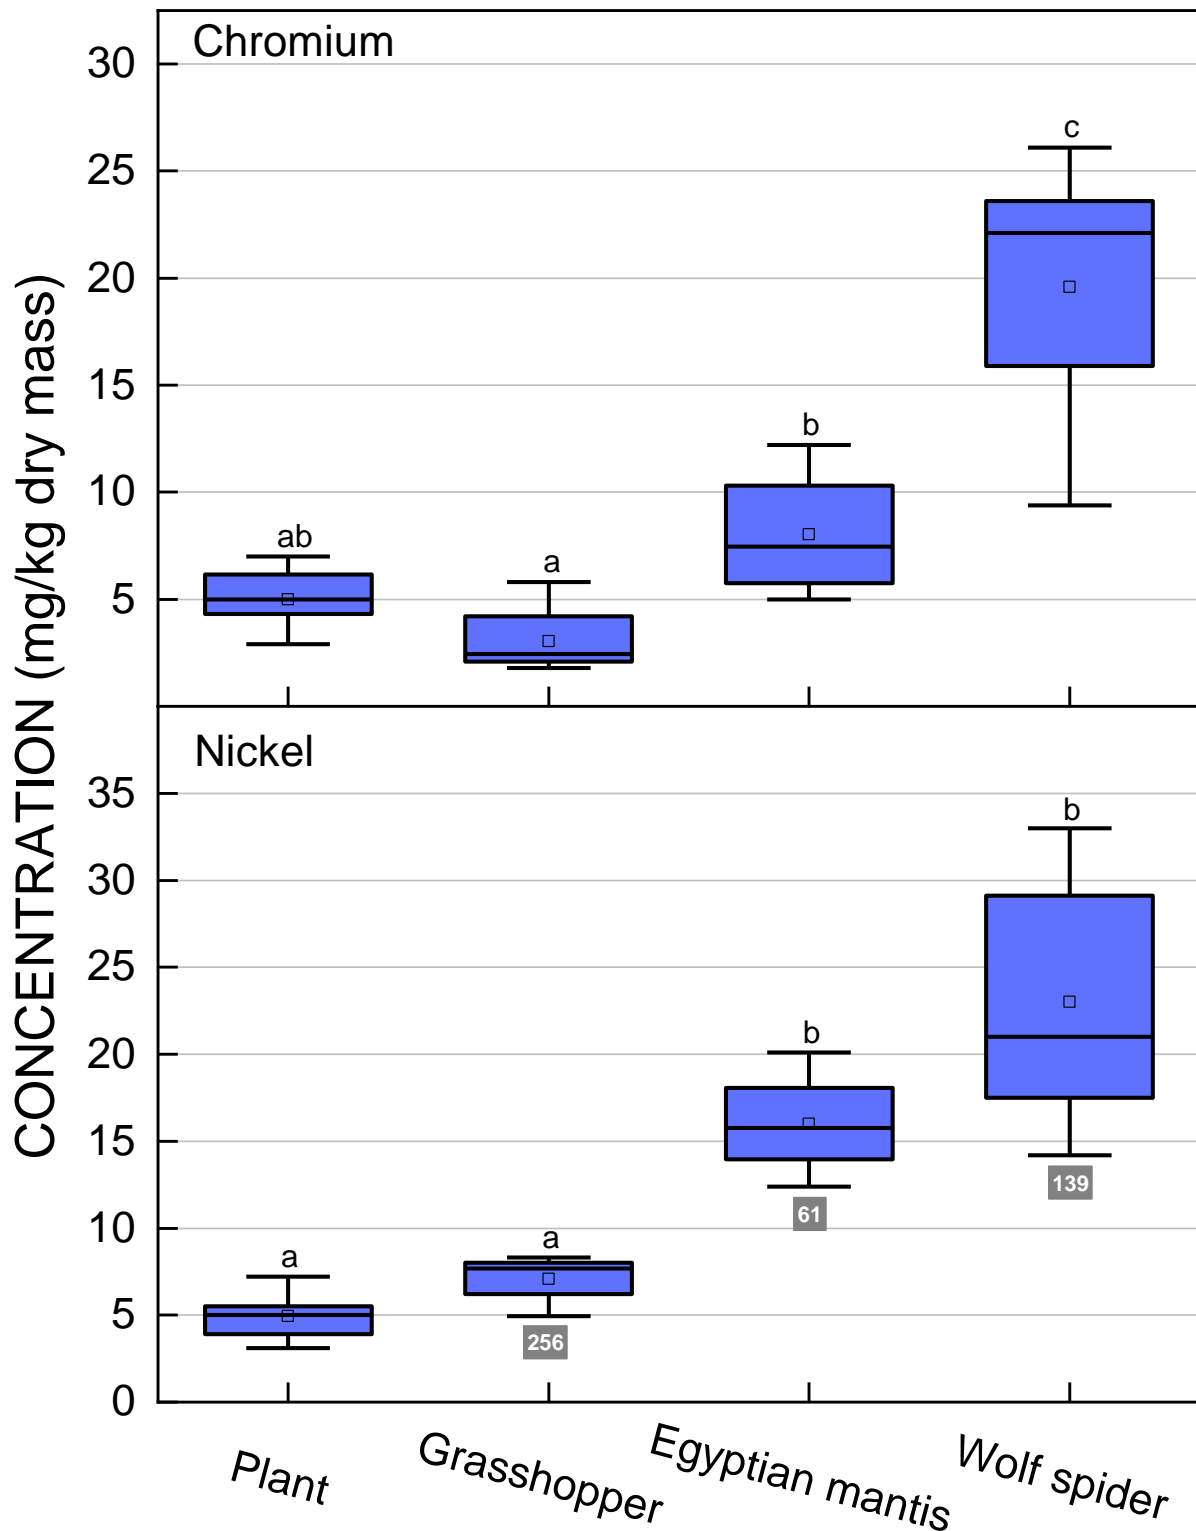 CONCENTRATION (mg/kg dry mass)
Chromium
30
25
20
15
10
5
ab
a
b
c
Nickel
35
30
25
20
15
10
5
0
a
a
b
b
256
61
139
Plant
Grasshopper
Egyptian mantis
Wolf spider